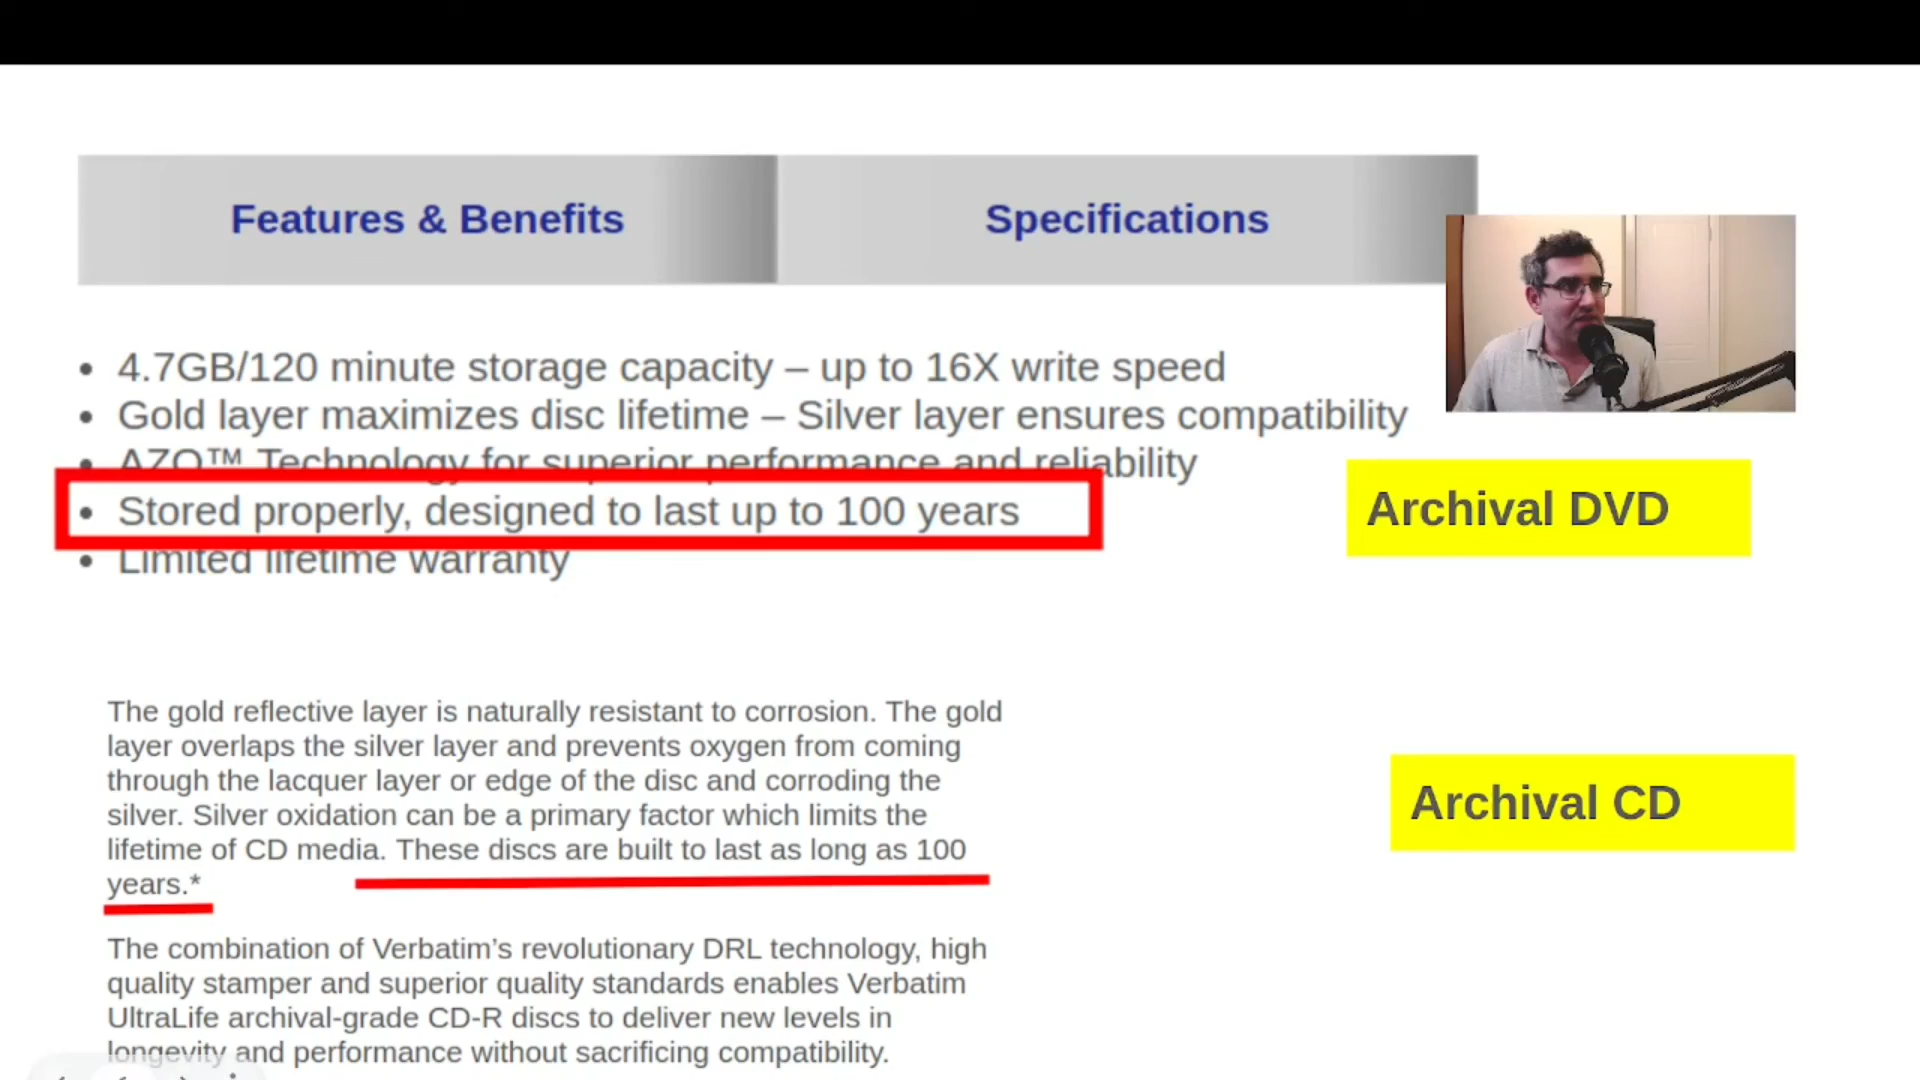 Features & Benefits
Specifications
• 4.7GB/120 minute storage capacity – up to 16X write speed
• Gold layer maximizes disc lifetime – Silver layer ensures compatibility
• AZO™ Technology for superior performance and reliability
• Stored properly, designed to last up to 100 years
• Limited lifetime warranty
Archival DVD
The gold reflective layer is naturally resistant to corrosion. The gold
layer overlaps the silver layer and prevents oxygen from coming
through the lacquer layer or edge of the disc and corroding the
silver. Silver oxidation can be a primary factor which limits the
lifetime of CD media. These discs are built to last as long as 100
years.*
Archival CD
The combination of Verbatim’s revolutionary DRL technology, high
quality stamper and superior quality standards enables Verbatim
UltraLife archival-grade CD-R discs to deliver new levels in
longevity and performance without sacrificing compatibility.